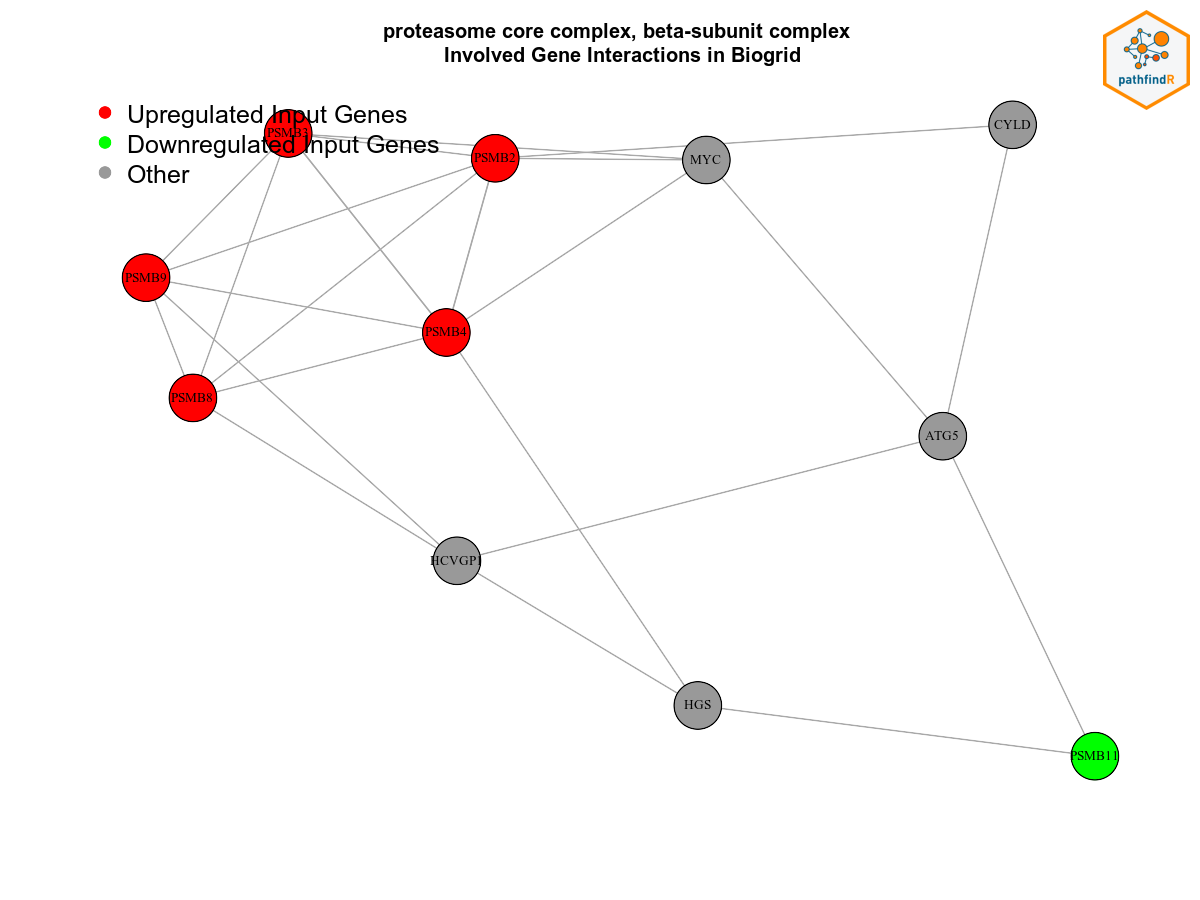 proteasome core complex, beta-subunit complex
Involved Gene Interactions in Biogrid
pathfindR
Upregulated Input Genes
Downregulated Input Genes
Other
PSMB3
PSMB2
MYC
CYLD
PSMB9
PSMB4
PSMB8
ATG5
HCVGP1
HGS
PSMB11